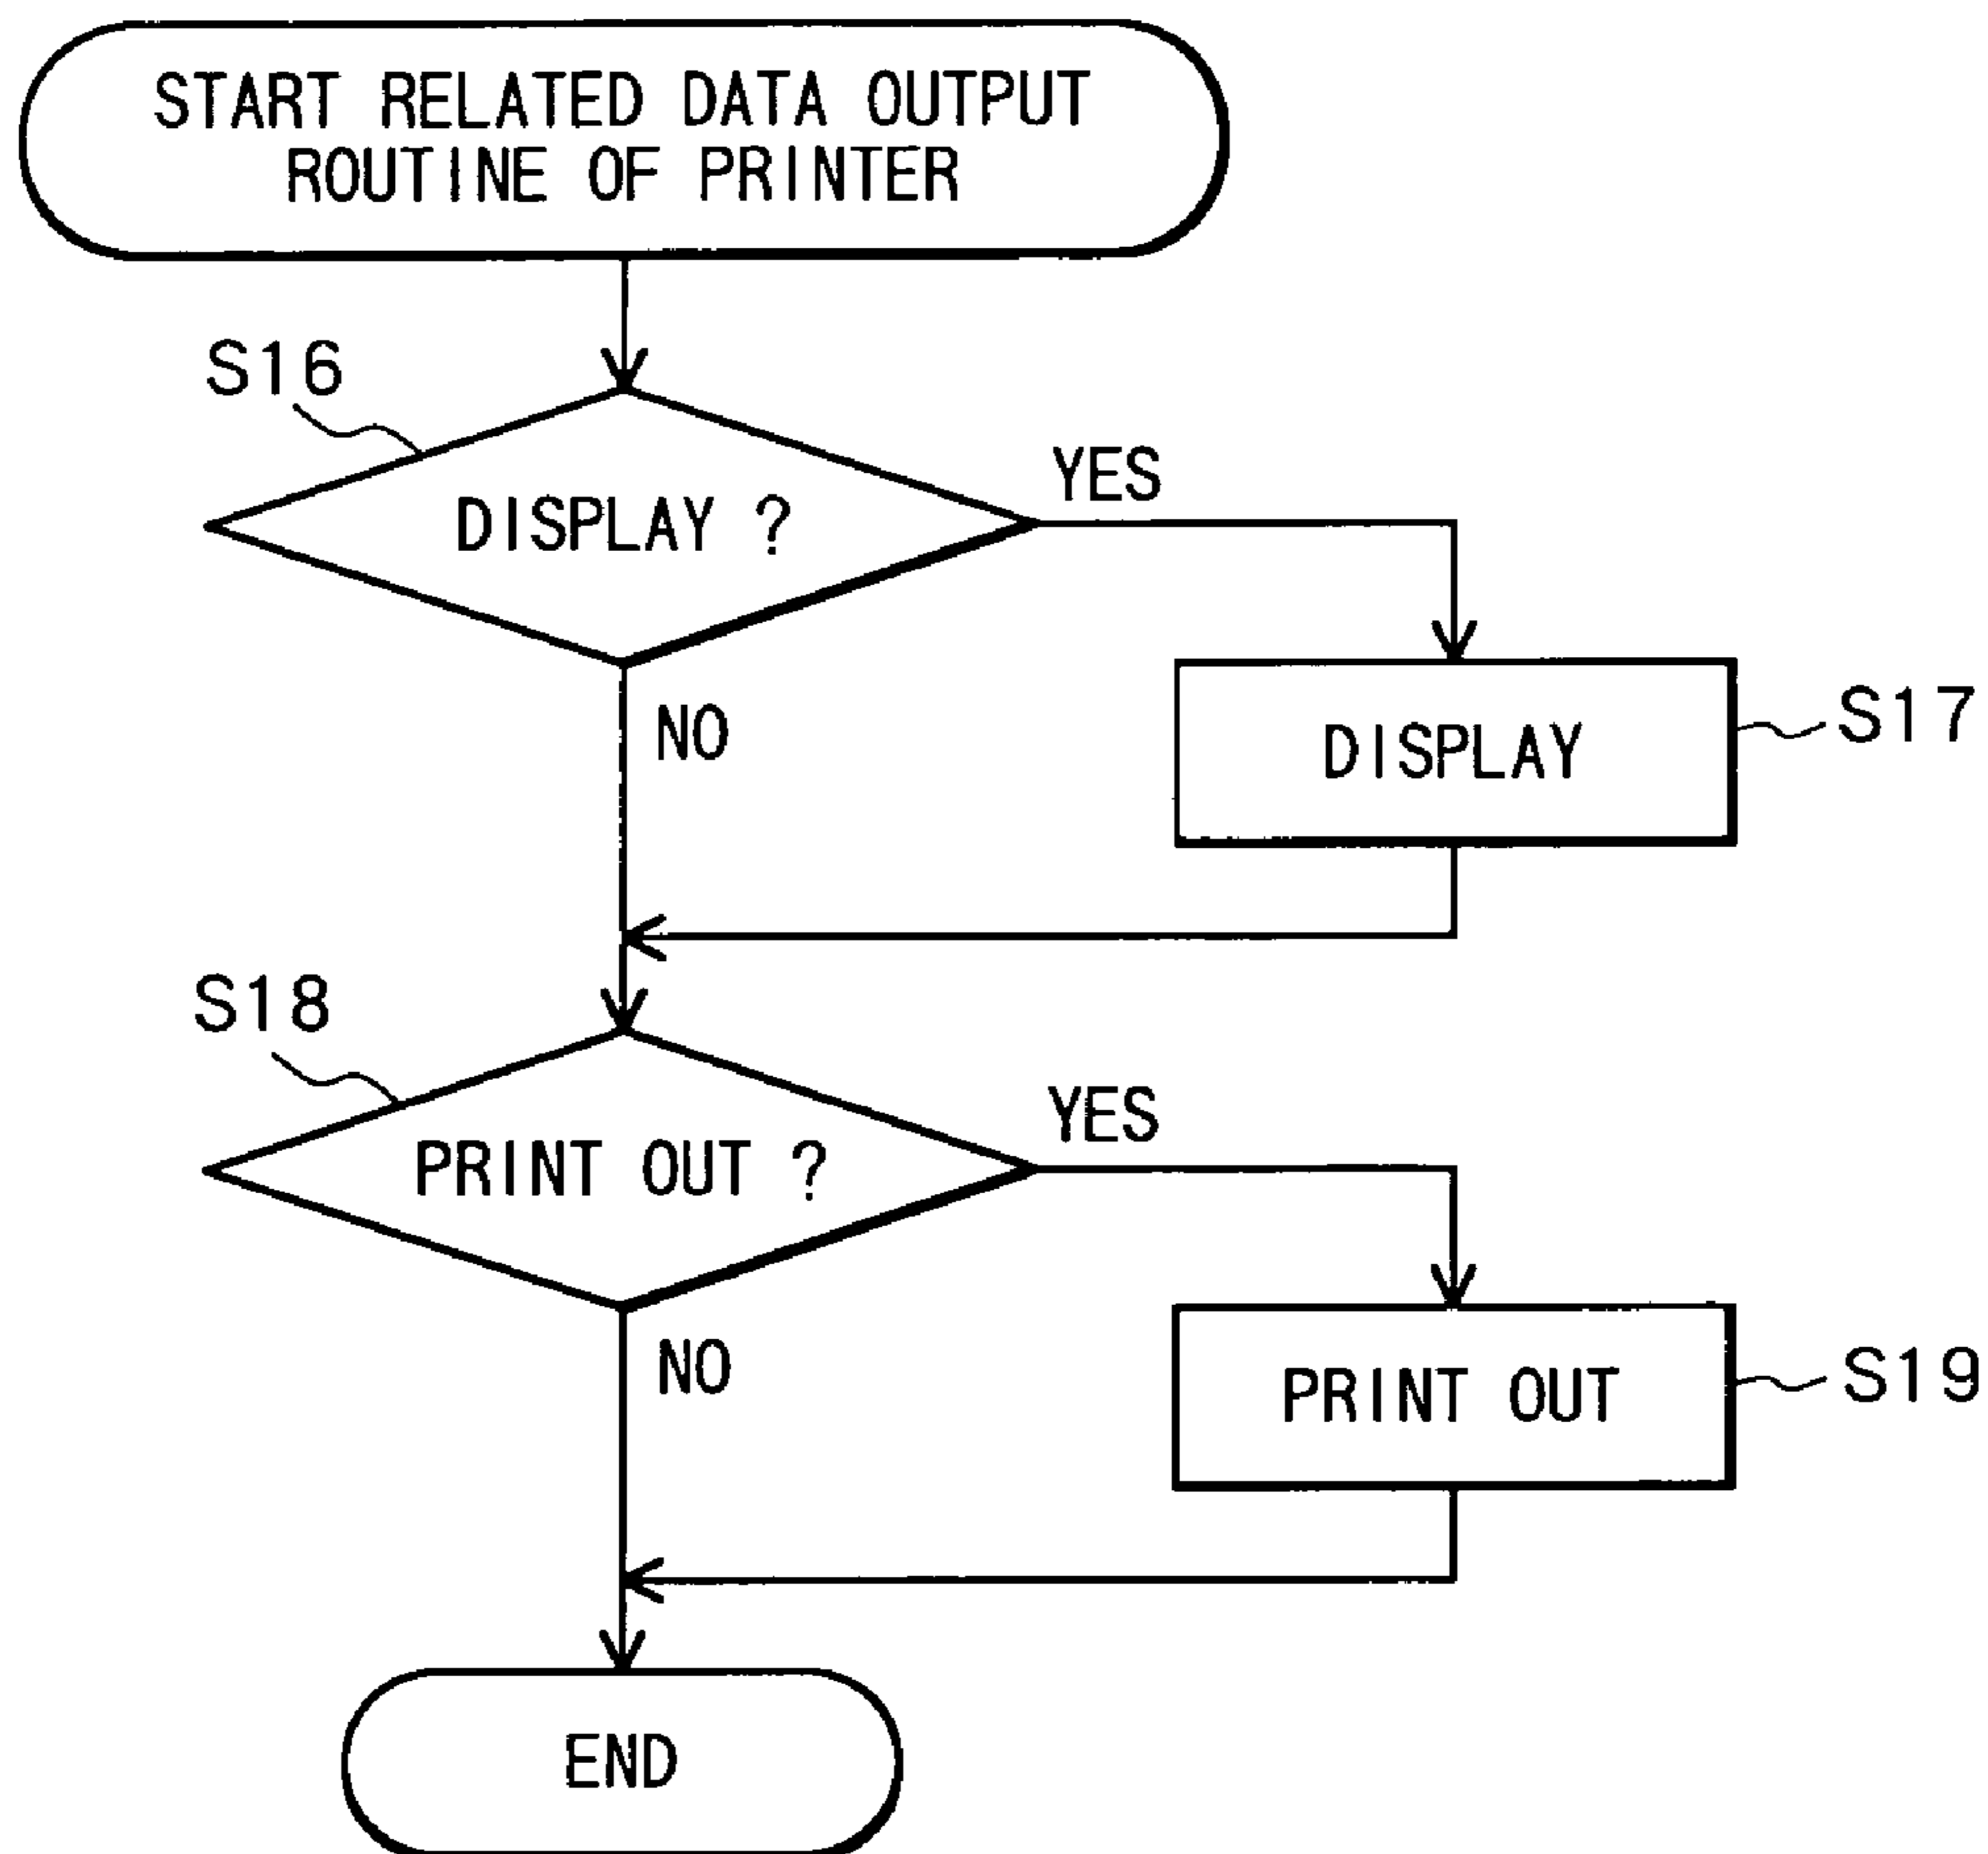 START RELATED DATA OUTPUT
ROUTINE OF PRINTER
S16
DISPLAY ?
YES
NO
DISPLAY
S17
S18
PRINT OUT ?
YES
NO
PRINT OUT
S19
END